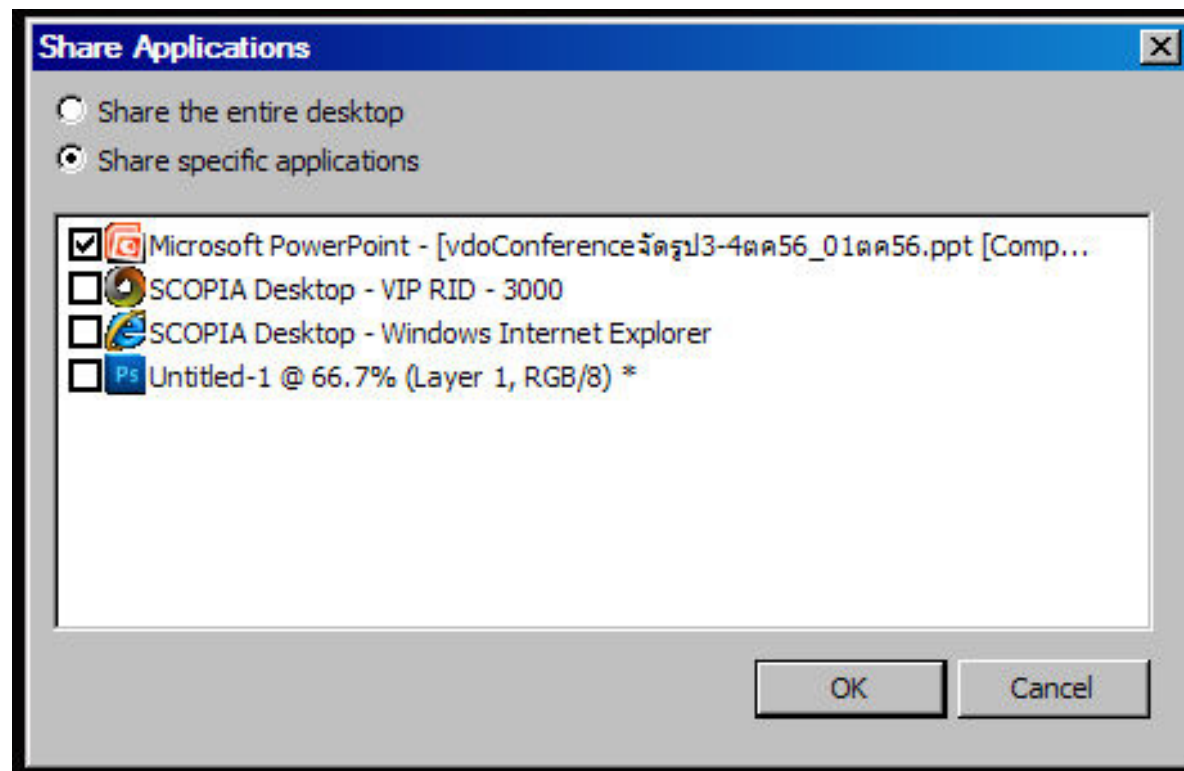 Share Applications
Share the entire desktop
Share specific applications
Microsoft PowerPoint - [vdoConferenceจัดรูป3-4ตค56_01ตค56.ppt [Comp...
SCOPIA Desktop - VIP RID - 3000
SCOPIA Desktop - Windows Internet Explorer
Ps Untitled-1 @ 66.7% (Layer 1, RGB/8) *
OK Cancel